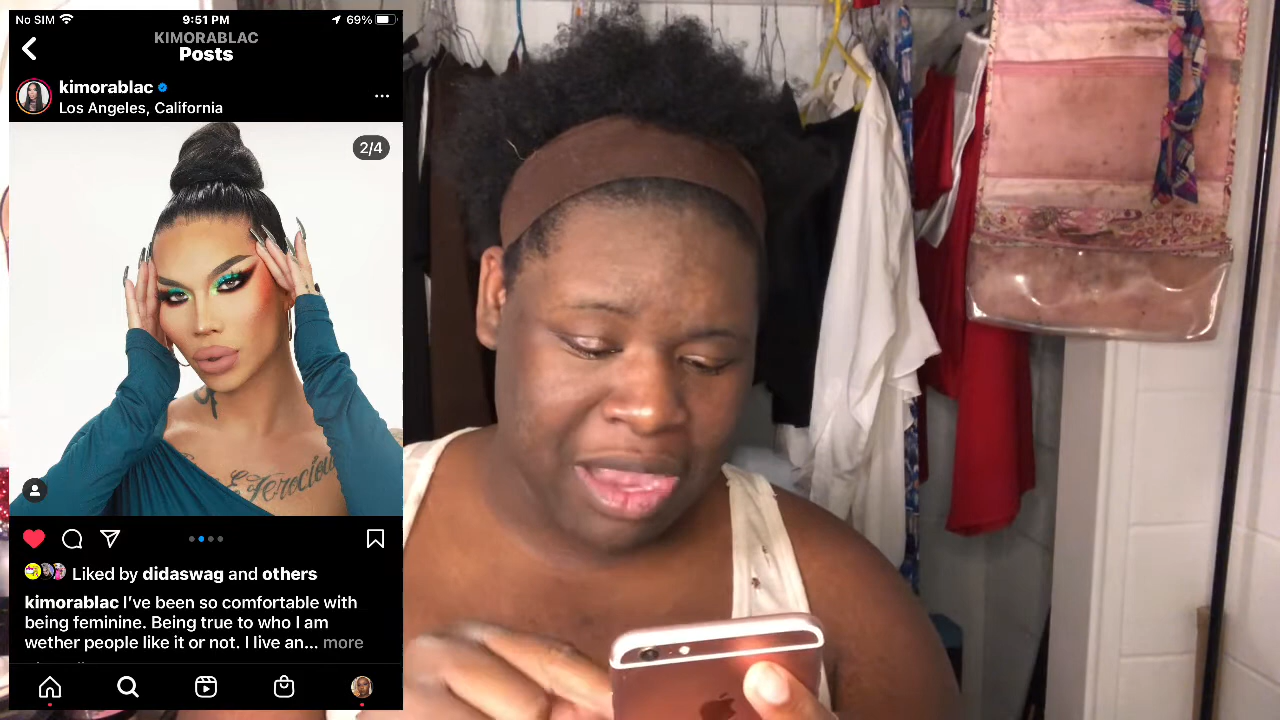 No SIM 9:51 PM 69%
KIMORABLAC
Posts
kimorablac
Los Angeles, California
2/4
Ferocious
Liked by didaswag and others
kimorablac I've been so comfortable with
being feminine. Being true to who I am
wether people like it or not. I live an... more